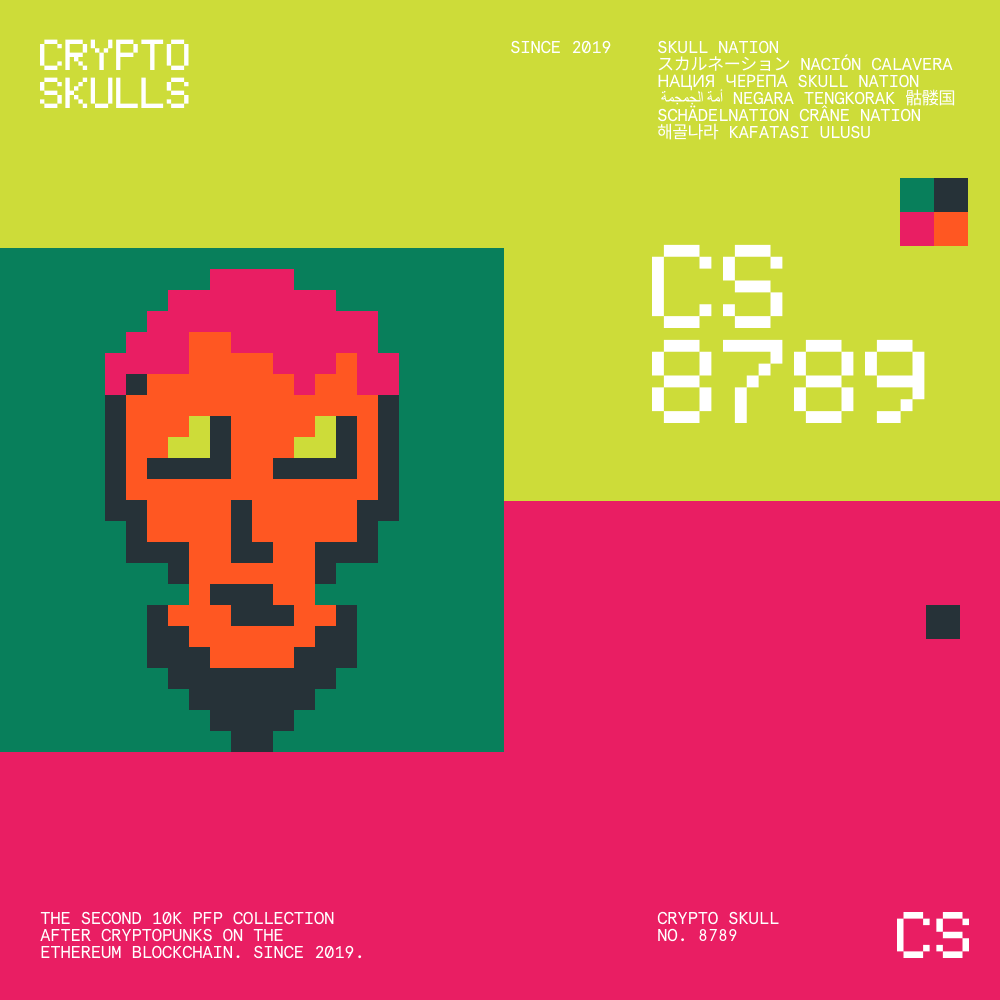 CRYPTO
SKULLS
SINCE 2019
SKULL NATION
スカルネーション NACIÓN CALAVERA
НАЦИЯ ЧЕРЕПА SKULL NATION
أمة الجمجمة NEGARA TENGKORAK 骷髅国
SCHÄDELNATION CRÂNE NATION
해골나라 KAFATASI ULUSU
CS
8789
THE SECOND 10K PFP COLLECTION
AFTER CRYPTOPUNKS ON THE
ETHEREUM BLOCKCHAIN. SINCE 2019.
CRYPTO SKULL
NO. 8789
CS